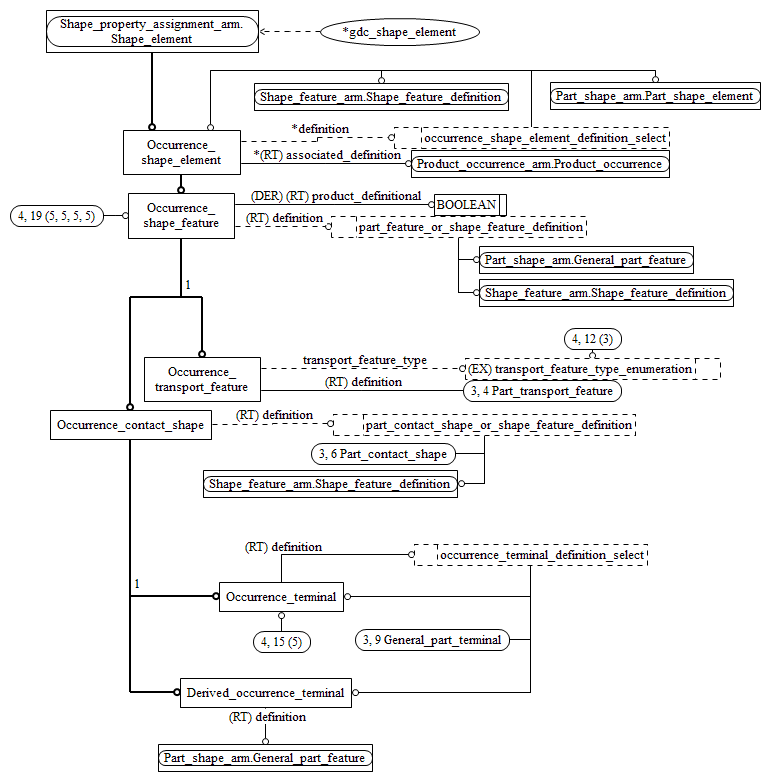 Shape_property_assignment_arm.
Shape_element
*gdc_shape_element
Shape_feature_arm.Shape_feature_definition
Part_shape_arm.Part_shape_element
*definition
occurrence_shape_element_definition_select
Occurrence_
shape_element
*(RT) associated_definition
Product_occurrence_arm.Product_occurrence
(DER) (RT) product_definitional
BOOLEAN
4, 19 (5, 5, 5, 5)
Occurrence_
shape_feature
(RT) definition
part_feature_or_shape_feature_definition
Part_shape_arm.General_part_feature
1
Shape_feature_arm.Shape_feature_definition
4, 12 (3)
Occurrence_
transport_feature
transport_feature_type
(EX) transport_feature_type_enumeration
(RT) definition
3, 4 Part_transport_feature
Occurrence_contact_shape
(RT) definition
part_contact_shape_or_shape_feature_definition
3, 6 Part_contact_shape
Shape_feature_arm.Shape_feature_definition
(RT) definition
occurrence_terminal_definition_select
1
Occurrence_terminal
4, 15 (5)
3, 9 General_part_terminal
Derived_occurrence_terminal
(RT) definition
Part_shape_arm.General_part_feature